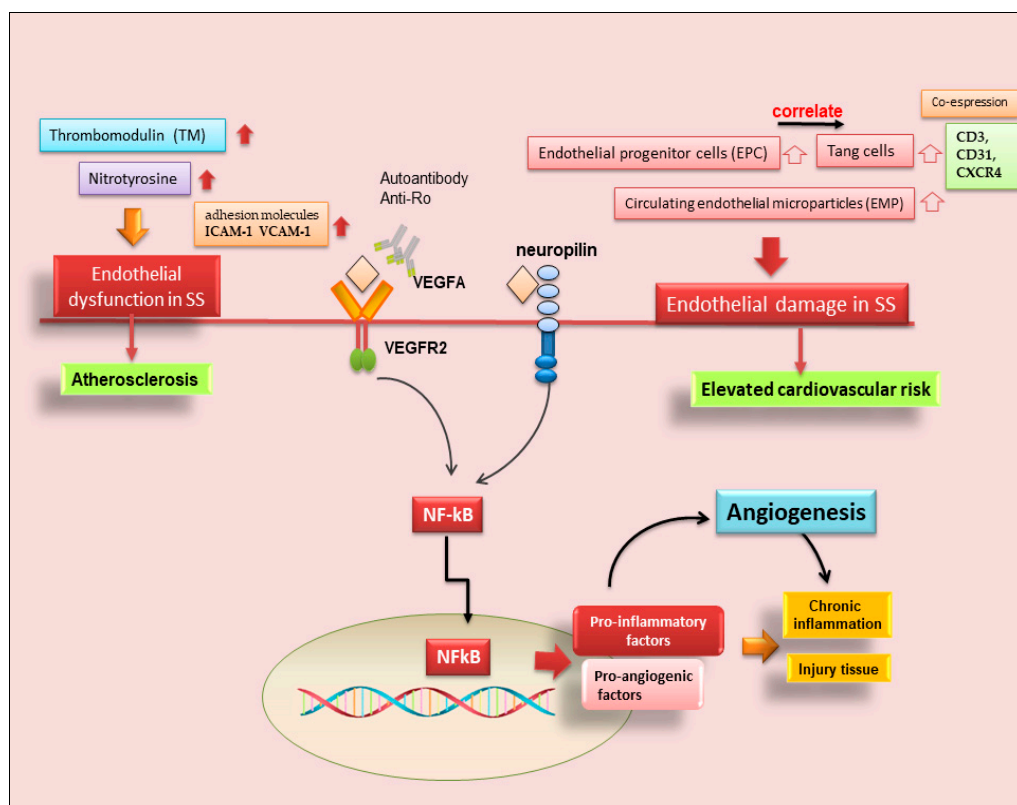 Thrombomodulin (TM)
Nitrotyrosine
adhesion molecules
ICAM-1 VCAM-1
Endothelial
dysfunction in SS
Atherosclerosis
Autoantibody
Anti-Ro
VEGFA
VEGFR2
neuropilin
correlate
Co-espression
Endothelial progenitor cells (EPC)
Tang cells
CD3,
CD31,
CXCR4
Circulating endothelial microparticles (EMP)
Endothelial damage in SS
Elevated cardiovascular risk
NF-kB
NFkB
Pro-inflammatory
factors
Pro-angiogenic
factors
Angiogenesis
Chronic
inflammation
Injury tissue